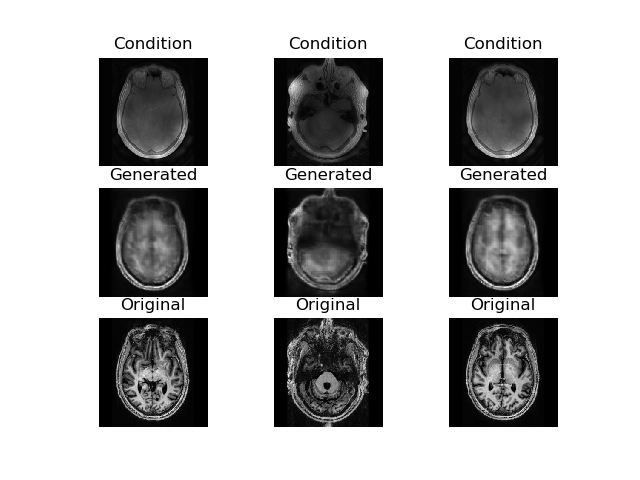 Condition Condition Condition
Generated Generated Generated
Original Original Original